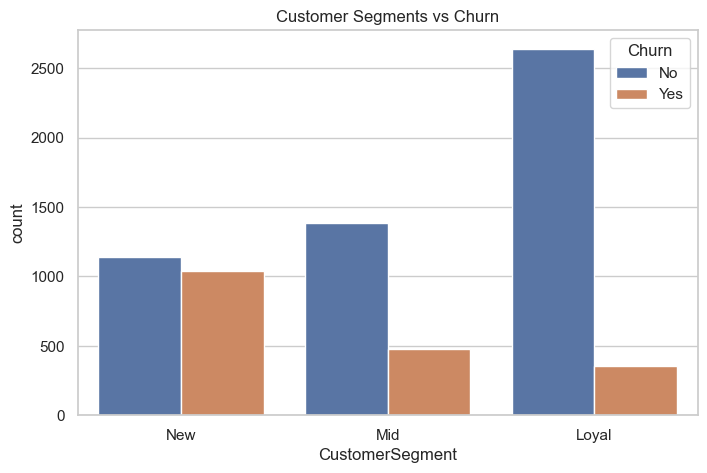 Customer Segments vs Churn
Churn
No
Yes
count
2500
2000
1500
1000
500
0
New
Mid
Loyal
CustomerSegment